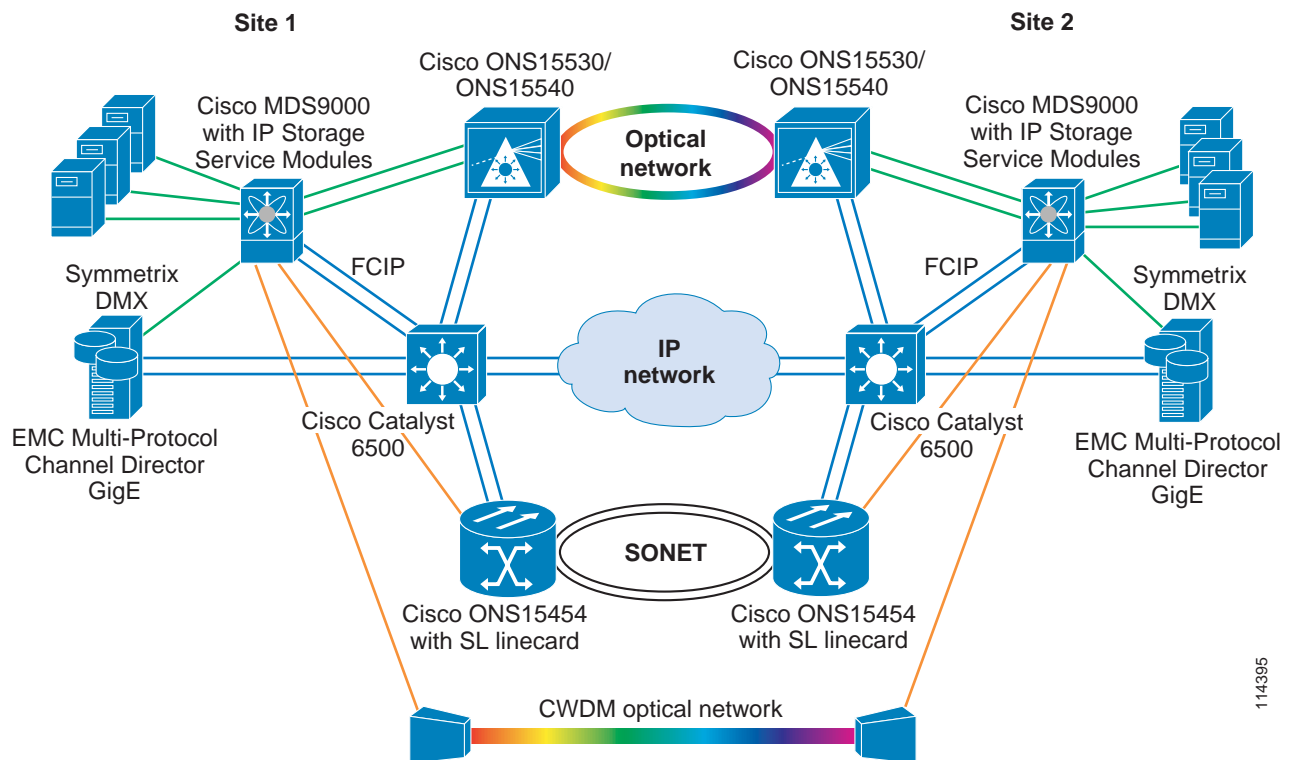 Site 1
Site 2
Cisco ONS15530/
ONS15540
Cisco ONS15530/
ONS15540
Cisco MDS9000
with IP Storage
Service Modules
Optical
network
Cisco MDS9000
with IP Storage
Service Modules
Symmetrix
DMX
FCIP
FCIP
Symmetrix
DMX
IP
network
EMC Multi-Protocol
Channel Director
GigE
Cisco Catalyst
6500
Cisco Catalyst
6500
EMC Multi-Protocol
Channel Director
GigE
SONET
Cisco ONS15454
with SL linecard
Cisco ONS15454
with SL linecard
CWDM optical network
114395